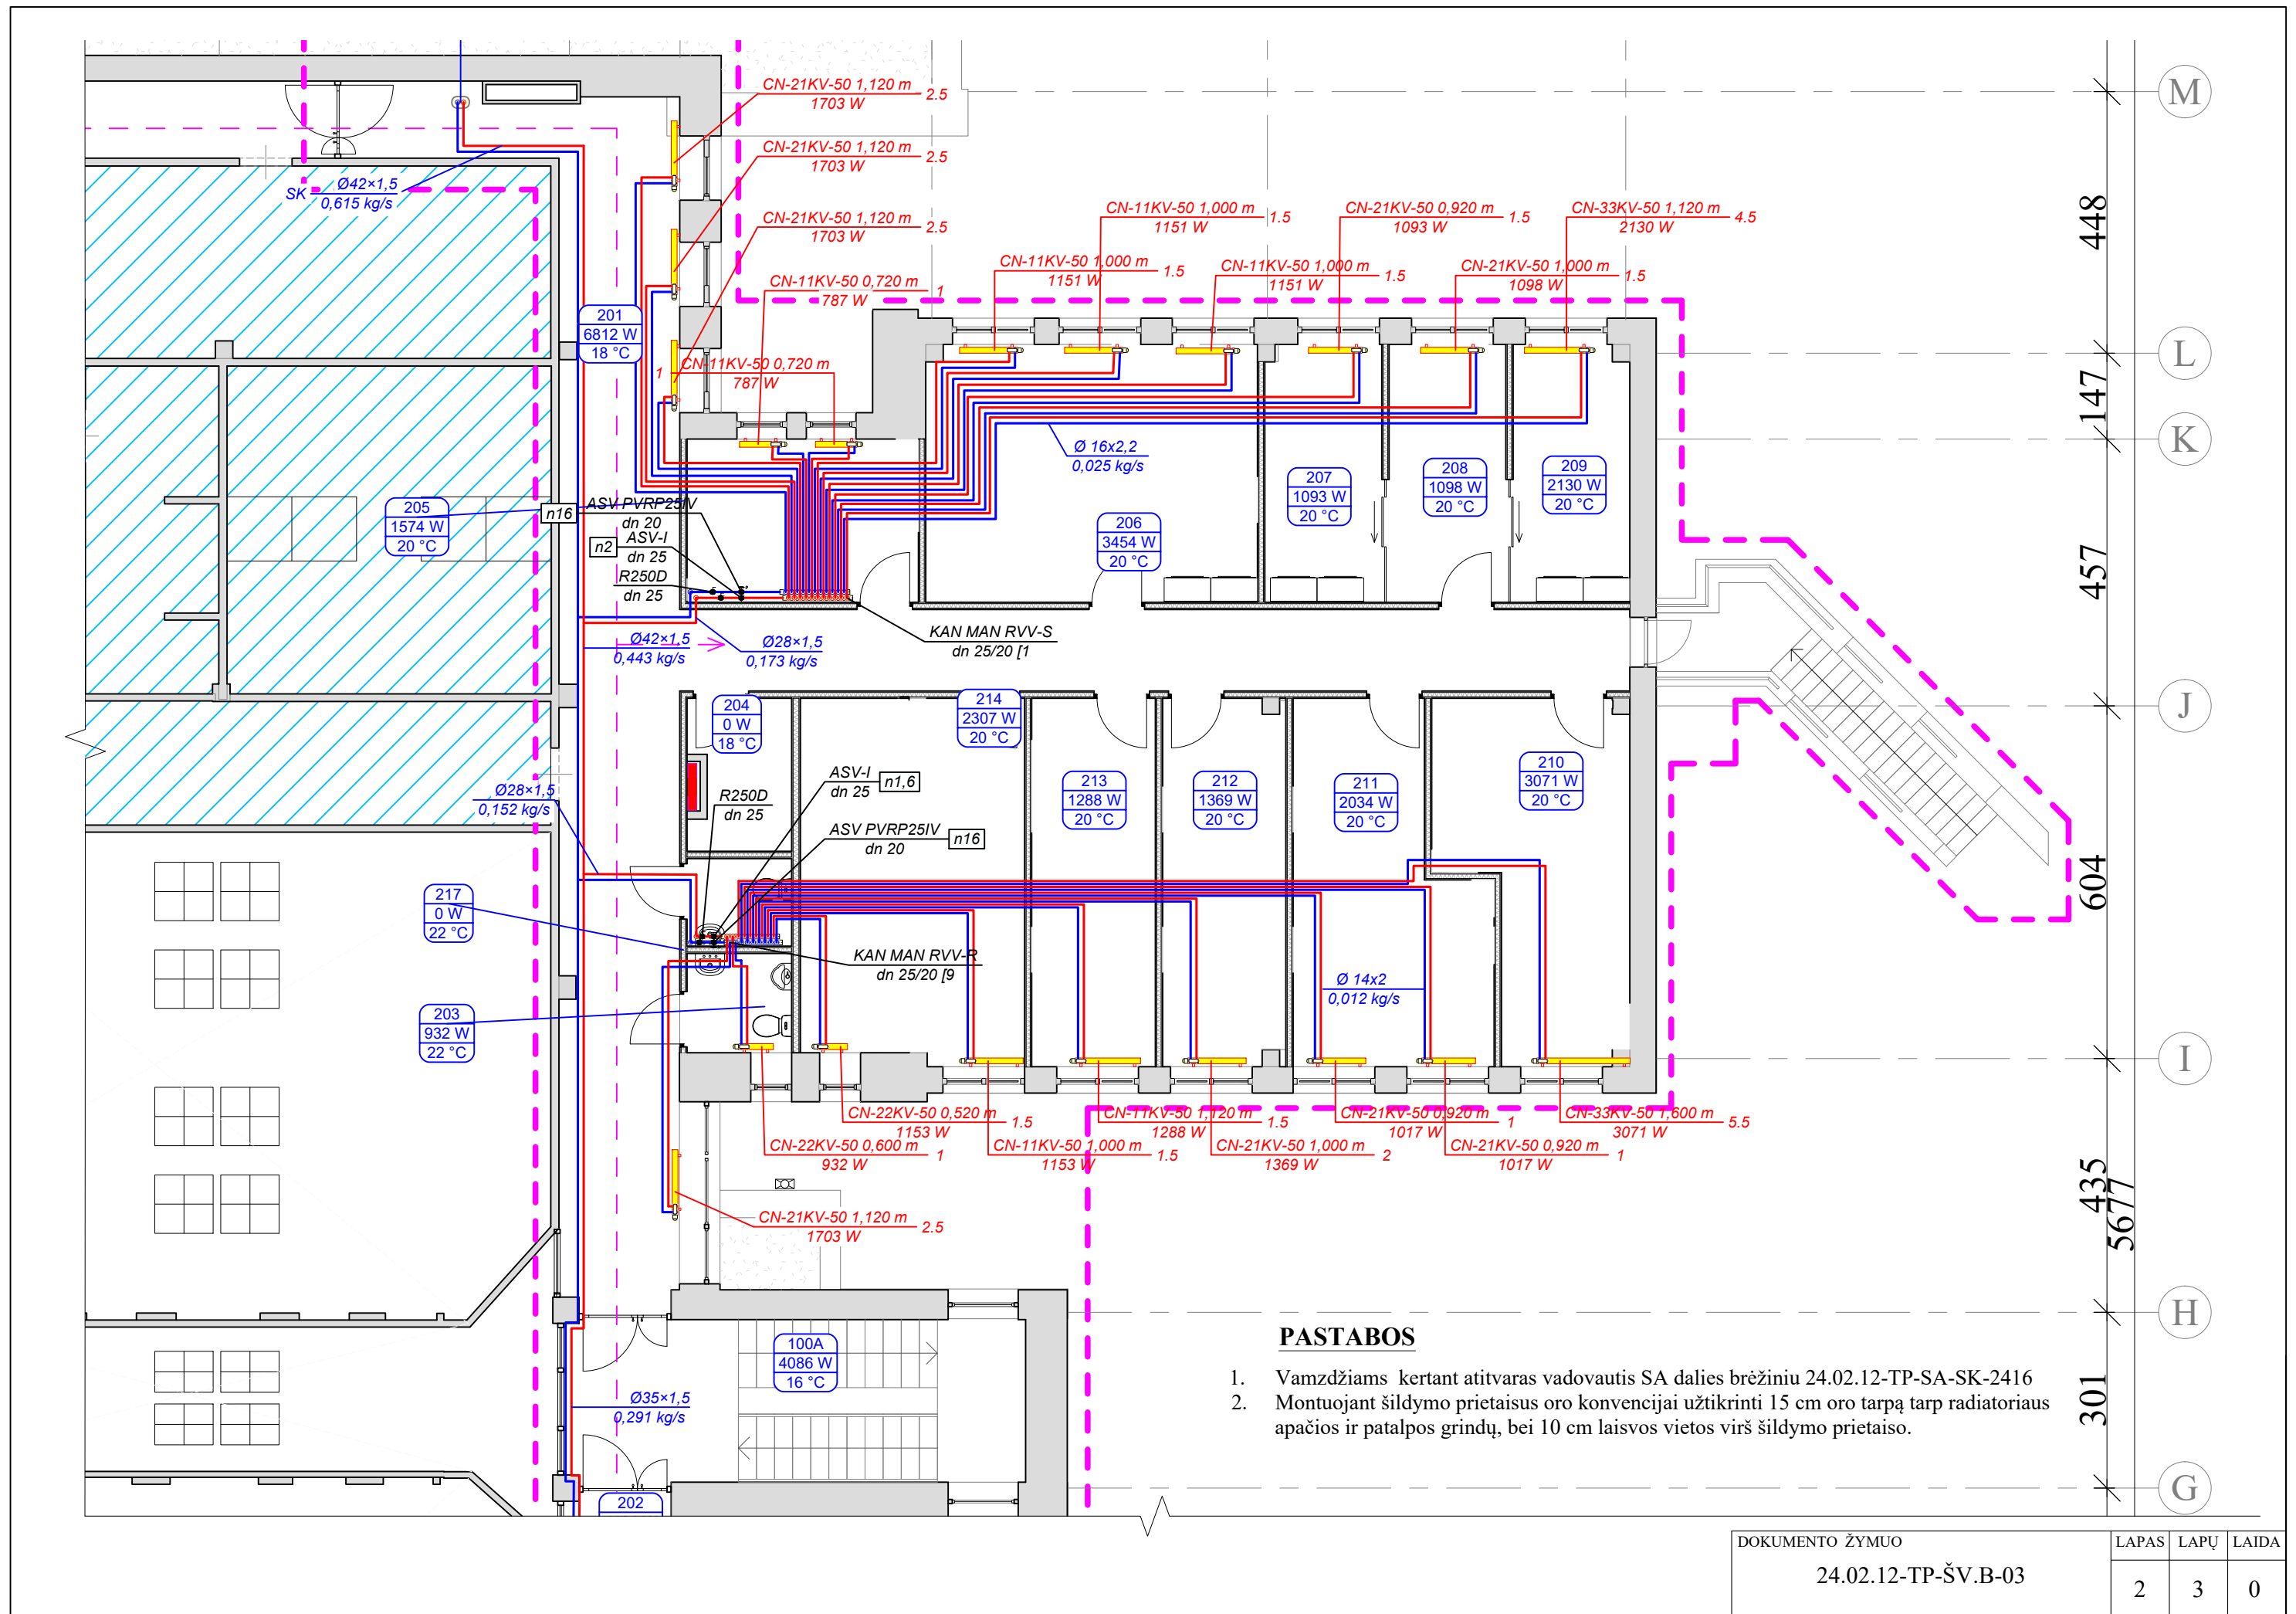 CN-21KV-50 1,120 m
1703 W
2.5
CN-21KV-50 1,120 m
1703 W
2.5
CN-21KV-50 1,120 m
1703 W
2.5
CN-11KV-50 0,720 m
787 W
1
CN-11KV-50 0,720 m
787 W
1
CN-11KV-50 1,000 m
1151 W
1.5
CN-11KV-50 1,000 m
1151 W
1.5
CN-11KV-50 1,000 m
1151 W
1.5
CN-21KV-50 0,920 m
1093 W
1.5
CN-21KV-50 1,000 m
1098 W
1.5
CN-33KV-50 1,120 m
2130 W
4.5
SK
Ø42×1,5
0,615 kg/s
201
6812 W
18 °C
205
1574 W
20 °C
n16
ASV PVRP25IV
dn 20
n2
ASV-I
dn 25
R250D
dn 25
Ø 16x2,2
0,025 kg/s
206
3454 W
20 °C
207
1093 W
20 °C
208
1098 W
20 °C
209
2130 W
20 °C
KAN MAN RVV-S
dn 25/20 [1
Ø42×1,5
0,443 kg/s
Ø28×1,5
0,173 kg/s
204
0 W
18 °C
214
2307 W
20 °C
213
1288 W
20 °C
212
1369 W
20 °C
211
2034 W
20 °C
210
3071 W
20 °C
Ø28×1,5
0,152 kg/s
R250D
dn 25
ASV-I
dn 25
n1,6
ASV PVRP25IV
dn 20
n16
217
0 W
22 °C
203
932 W
22 °C
KAN MAN RVV-R
dn 25/20 [9
Ø 14x2
0,012 kg/s
CN-22KV-50 0,520 m
1153 W
1.5
CN-22KV-50 0,600 m
932 W
1
CN-11KV-50 1,000 m
1153 W
1.5
CN-11KV-50 1,120 m
1288 W
1.5
CN-21KV-50 1,000 m
1369 W
2
CN-21KV-50 0,920 m
1017 W
1
CN-21KV-50 0,920 m
1017 W
1
CN-33KV-50 1,600 m
3071 W
5.5
CN-21KV-50 1,120 m
1703 W
2.5
100A
4086 W
16 °C
Ø35×1,5
0,291 kg/s
202
M
L
K
J
I
H
G
448
147
457
604
435
5677
301
PASTABOS
1. Vamzdžiams kertant atitvaras vadovautis SA dalies brėžiniu 24.02.12-TP-SA-SK-2416
2. Montuojant šildymo prietaisus oro konvencijai užtikrinti 15 cm oro tarpą tarp radiatoriaus
apačios ir patalpos grindų, bei 10 cm laisvos vietos virš šildymo prietaiso.
DOKUMENTO ŽYMUO
24.02.12-TP-ŠV.B-03
LAPAS LAPŲ LAIDA
2 3 0